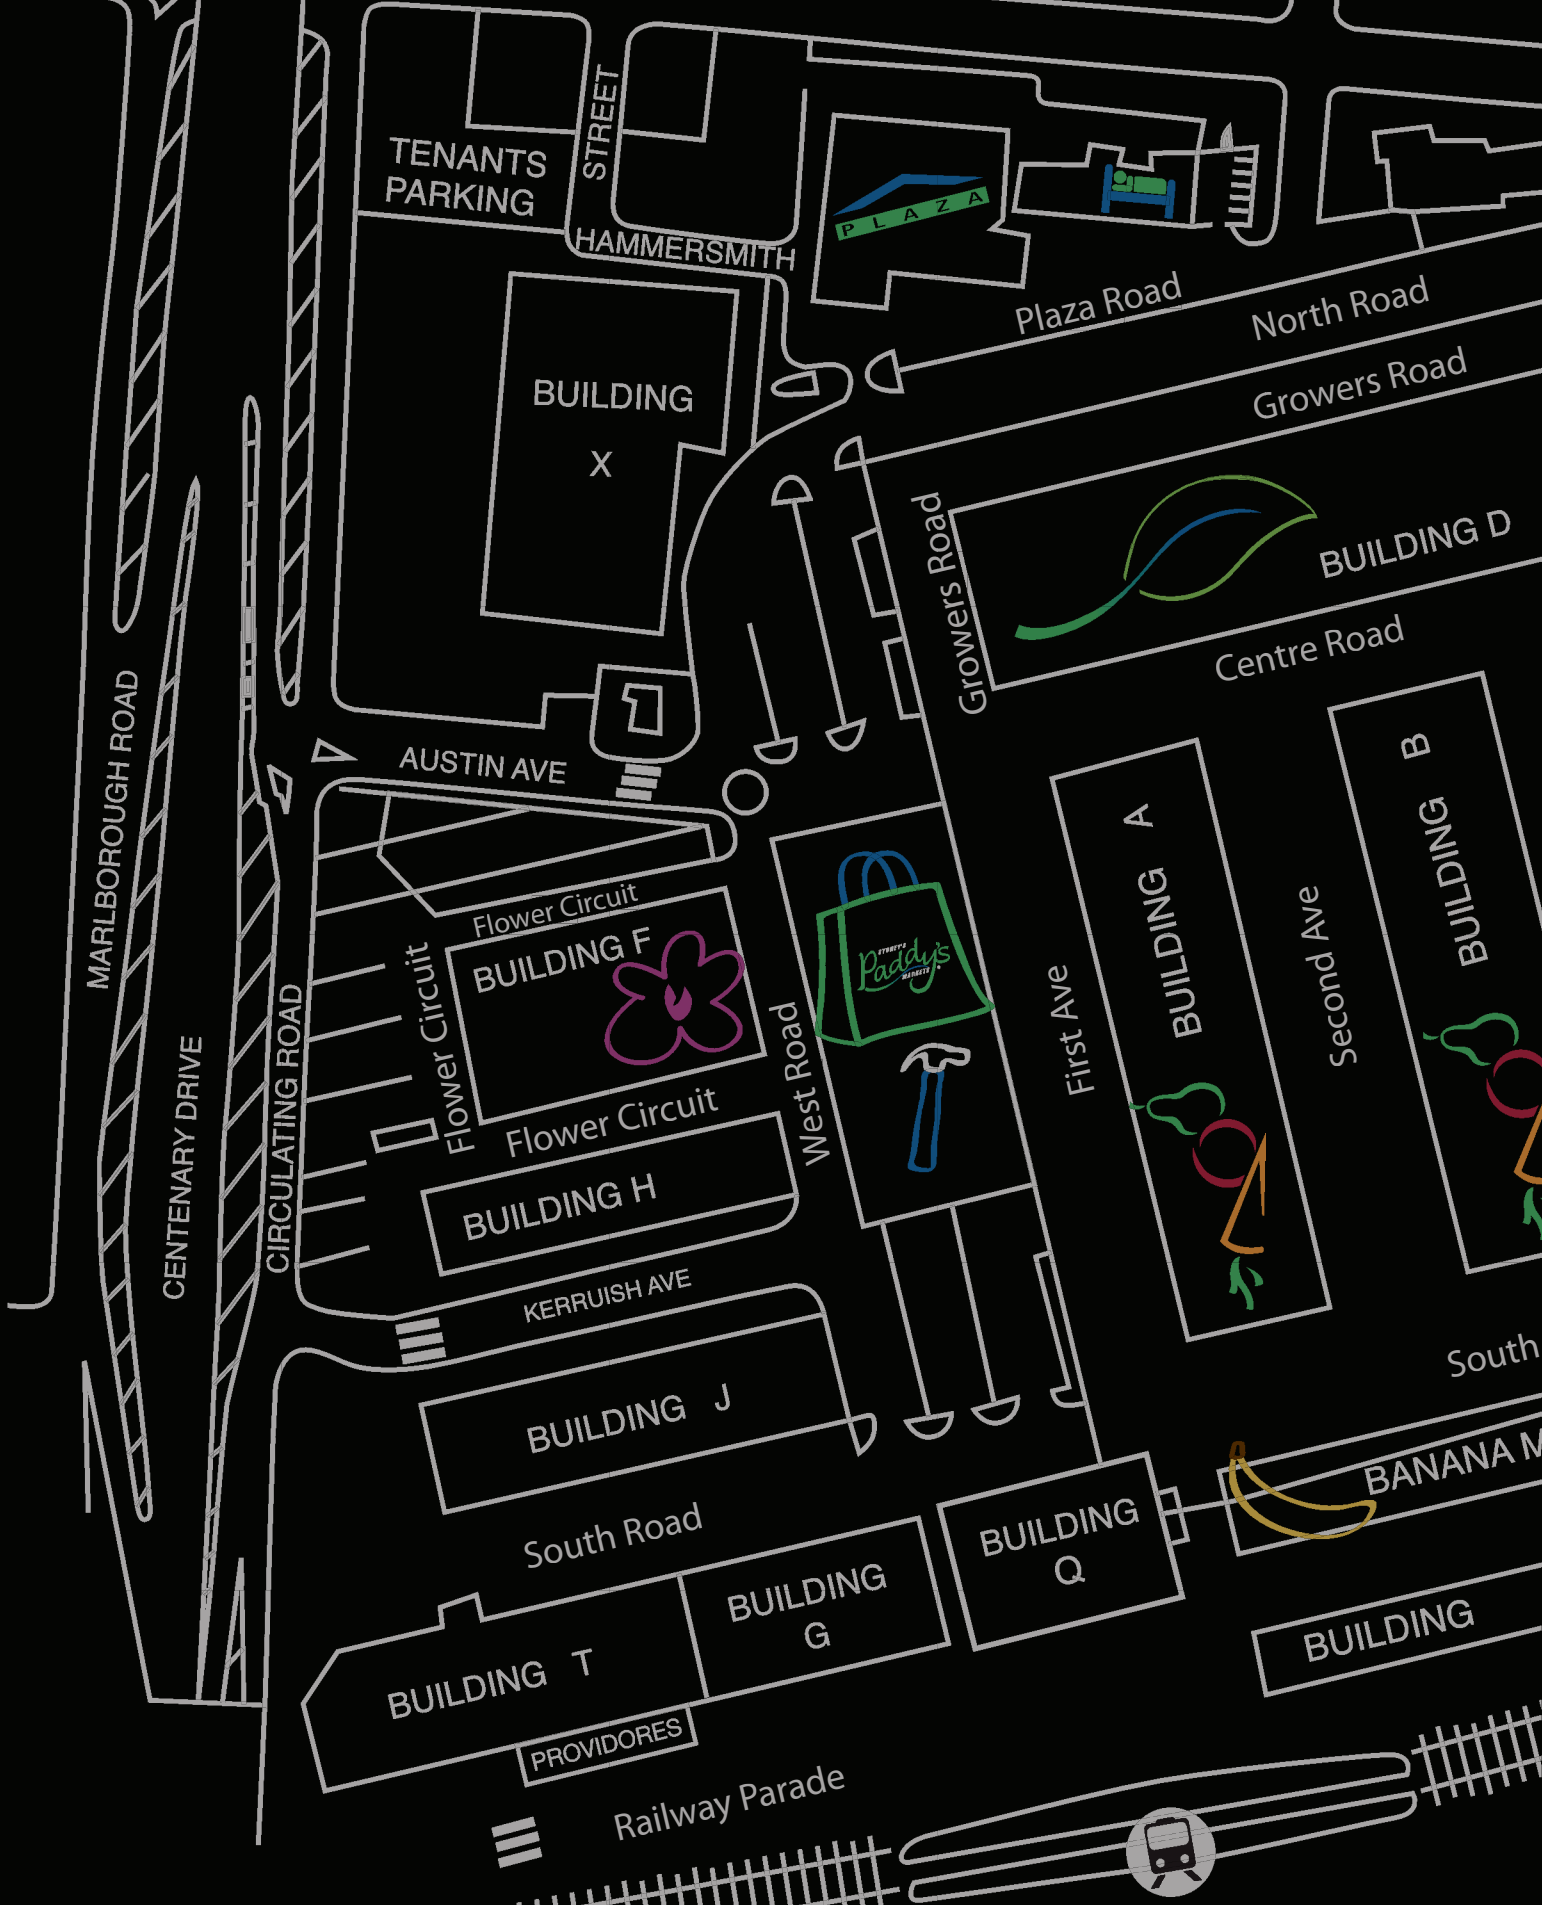 TENANTS
PARKING
STREET
HAMMERSMITH
PLAZA
Plaza Road
North Road
Growers Road
BUILDING
X
Growers Road
BUILDING D
Centre Road
MARLBOROUGH ROAD
AUSTIN AVE
BUILDING A
BUILDING B
Flower Circuit
BUILDING F
SYDNEY'S
Paddy's
MARKETS
Flower Circuit
West Road
First Ave
Second Ave
CENTENARY DRIVE
CIRCULATING ROAD
Flower Circuit
BUILDING H
KERRUISH AVE
BUILDING J
South
BANANA M
South Road
BUILDING
Q
BUILDING
G
BUILDING T
BUILDING
PROVIDORES
Railway Parade